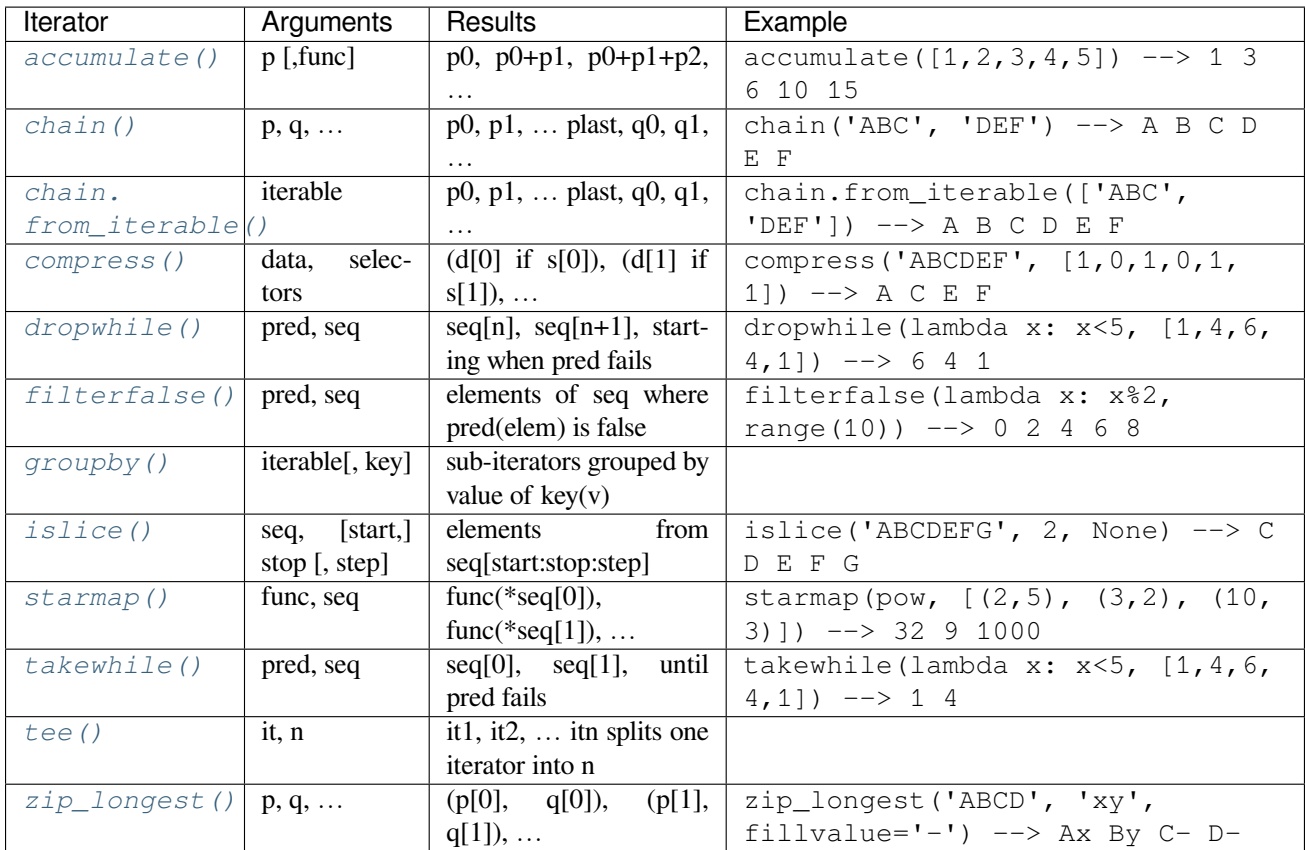 Iterator Arguments Results Example
accumulate() p [,func] p0, p0+p1, p0+p1+p2, accumulate([1,2,3,4,5]) --> 1 3
… 6 10 15
chain() p, q, … p0, p1, … plast, q0, q1, chain('ABC', 'DEF') --> A B C D
… E F
chain. iterable p0, p1, … plast, q0, q1, chain.from_iterable(['ABC',
from_iterable() … 'DEF']) --> A B C D E F
compress() data, selec- (d[0] if s[0]), (d[1] if compress('ABCDEF', [1,0,1,0,1,
tors s[1]), … 1]) --> A C E F
dropwhile() pred, seq seq[n], seq[n+1], start- dropwhile(lambda x: x<5, [1,4,6,
ing when pred fails 4,1]) --> 6 4 1
filterfalse() pred, seq elements of seq where filterfalse(lambda x: x%2,
pred(elem) is false range(10)) --> 0 2 4 6 8
groupby() iterable[, key] sub-iterators grouped by
value of key(v)
islice() seq, [start,] elements from islice('ABCDEFG', 2, None) --> C
stop [, step] seq[start:stop:step] D E F G
starmap() func, seq func(*seq[0]), starmap(pow, [(2,5), (3,2), (10,
func(*seq[1]), … 3)]) --> 32 9 1000
takewhile() pred, seq seq[0], seq[1], until takewhile(lambda x: x<5, [1,4,6,
pred fails 4,1]) --> 1 4
tee() it, n it1, it2, … itn splits one
iterator into n
zip_longest() p, q, … (p[0], q[0]), (p[1], zip_longest('ABCD', 'xy',
q[1]), … fillvalue='-') --> Ax By C- D-